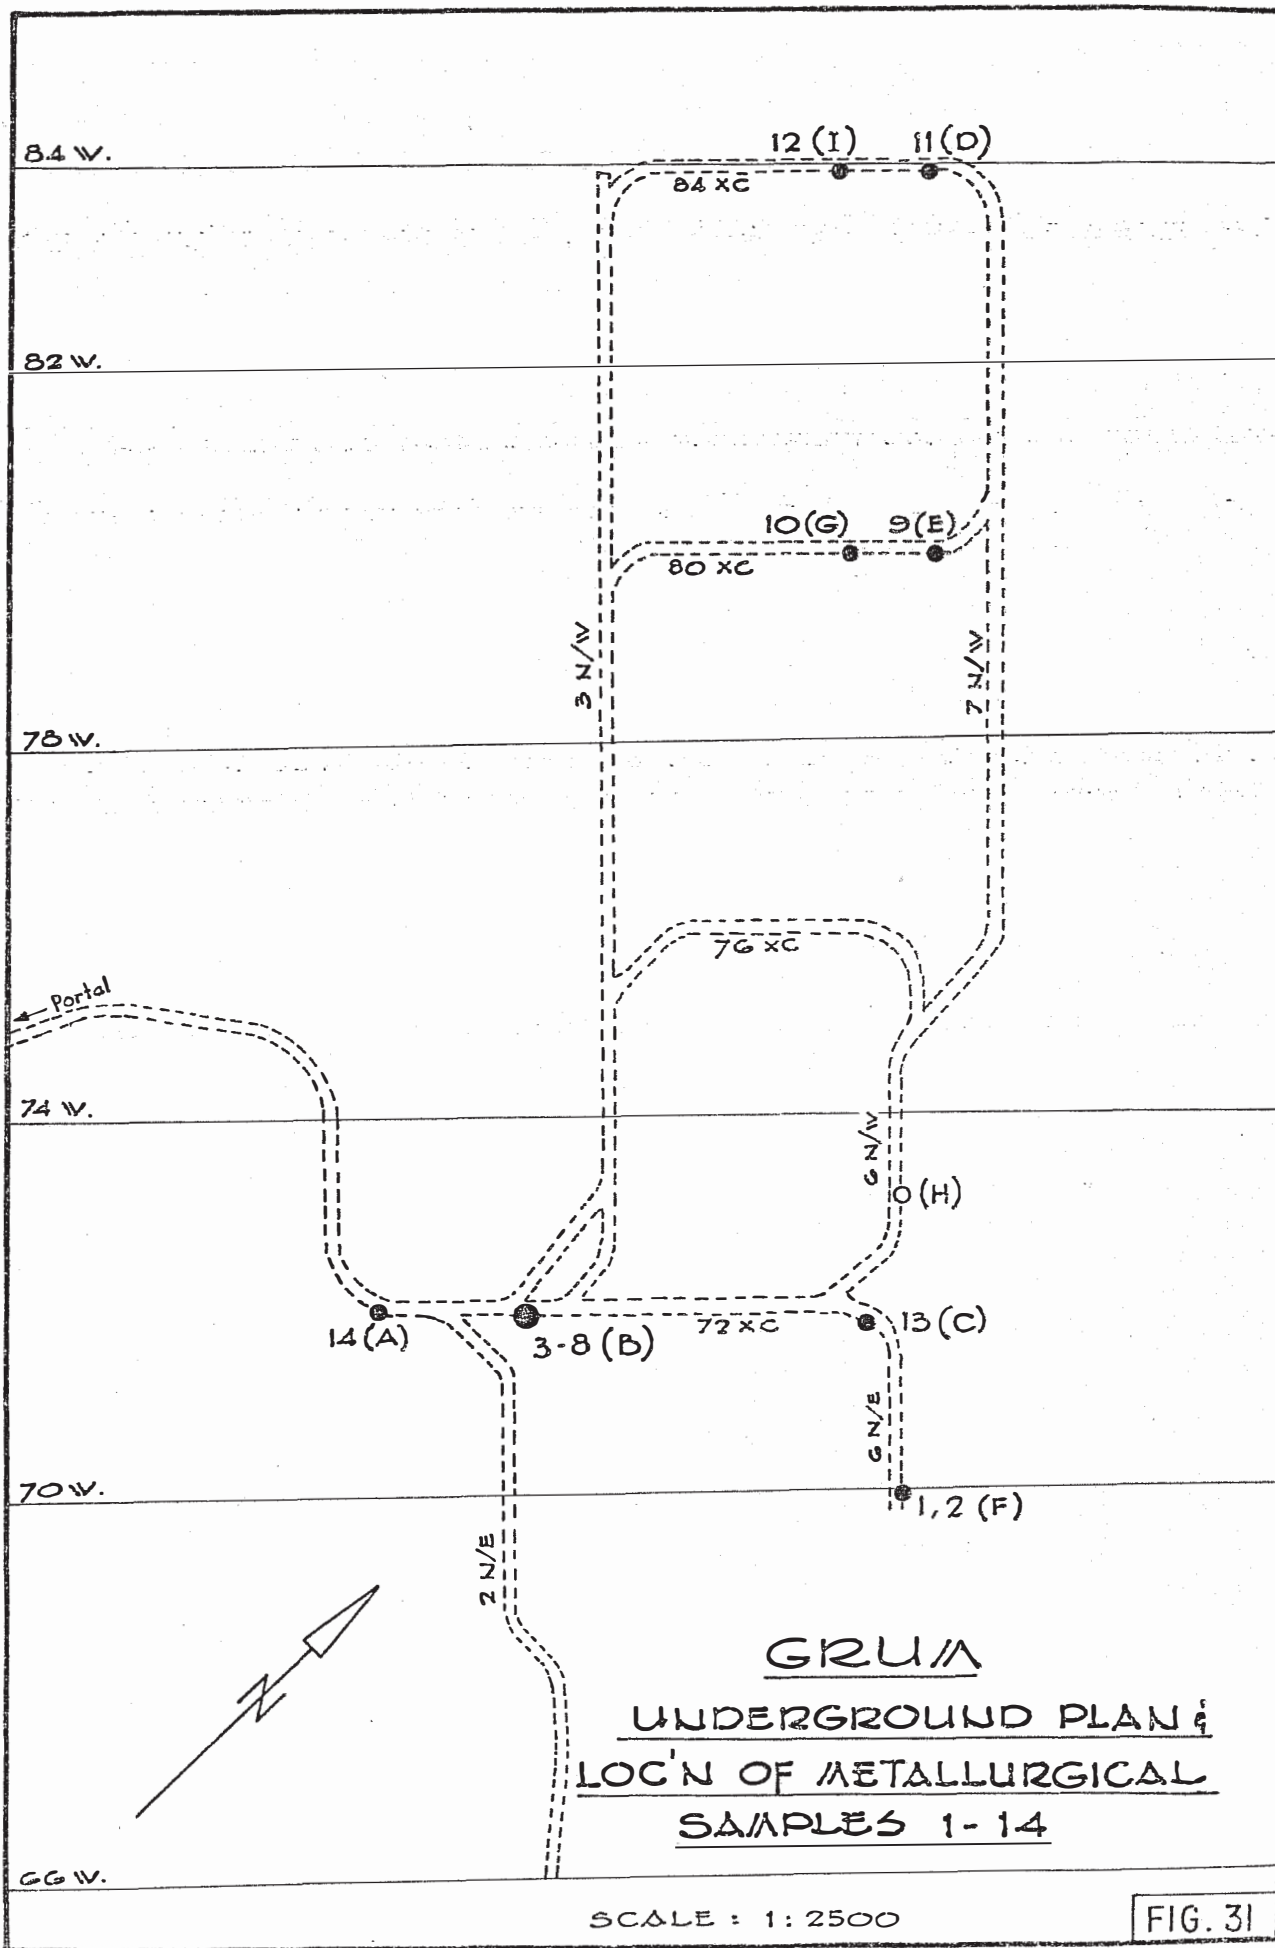 84 W.
12 (I)
11 (D)
84 XC
82 W.
10 (G)
9 (E)
80 XC
3 N/W
7 N/W
78 W.
76 XC
Portal
74 W.
6 N/W
(H)
14 (A)
3-8 (B)
72 XC
13 (C)
6 N/E
70 W.
1, 2 (F)
2 N/E
N
GRUM
UNDERGROUND PLAN &
LOC'N OF METALLURGICAL
SAMPLES 1-14
66 W.
SCALE : 1 : 2500
FIG. 31